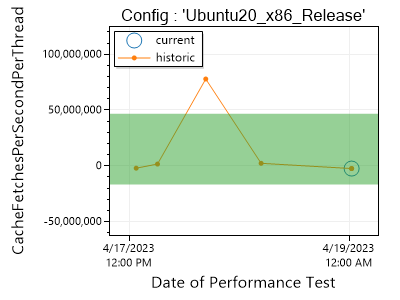 Config : 'Ubuntu20_x86_Release'
current
historic
CacheFetchesPerSecondPerThread
100,000,000
50,000,000
0
-50,000,000
4/17/2023
12:00 PM
4/19/2023
12:00 AM
Date of Performance Test